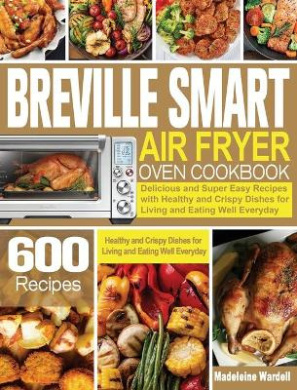 BREVILLE SMART
AIR FRYER
OVEN COOKBOOK
Delicious and Super Easy Recipes
with Healthy and Crispy Dishes for
Living and Eating Well Everyday
600
Recipes
Healthy and Crispy Dishes for
Living and Eating Well Everyday
Madeleine Wardell